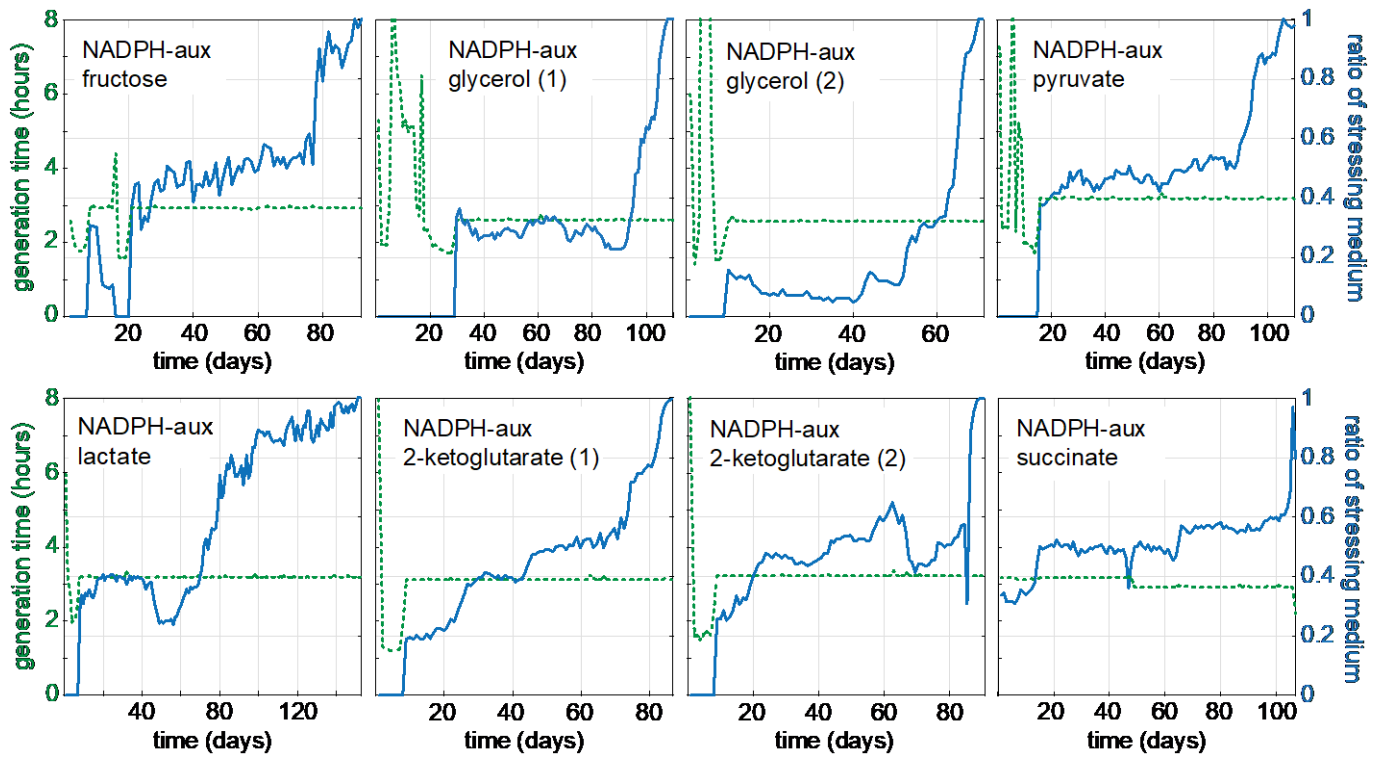 generation time (hours)
8
6
4
2
0
NADPH-aux
fructose
20
40
60
80
time (days)
NADPH-aux
glycerol (1)
20
40
60
80
100
time (days)
NADPH-aux
glycerol (2)
20
40
60
time (days)
NADPH-aux
pyruvate
20
40
60
80
100
time (days)
1
0.8
0.6
0.4
0.2
0
ratio of stressing medium
generation time (hours)
8
6
4
2
0
NADPH-aux
lactate
40
80
120
time (days)
NADPH-aux
2-ketoglutarate (1)
20
40
60
80
time (days)
NADPH-aux
2-ketoglutarate (2)
20
40
60
80
time (days)
NADPH-aux
succinate
20
40
60
80
100
time (days)
1
0.8
0.6
0.4
0.2
0
ratio of stressing medium